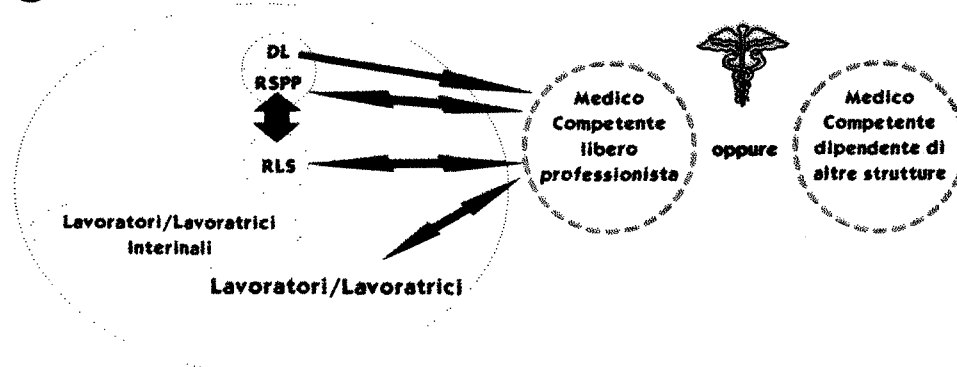 DL
RSPP
RLS
Lavoratori/Lavoratrici
interinali
Lavoratori/Lavoratrici
Medico
Competente
libero
professionista
oppure
Medico
Competente
dipendente di
altre strutture